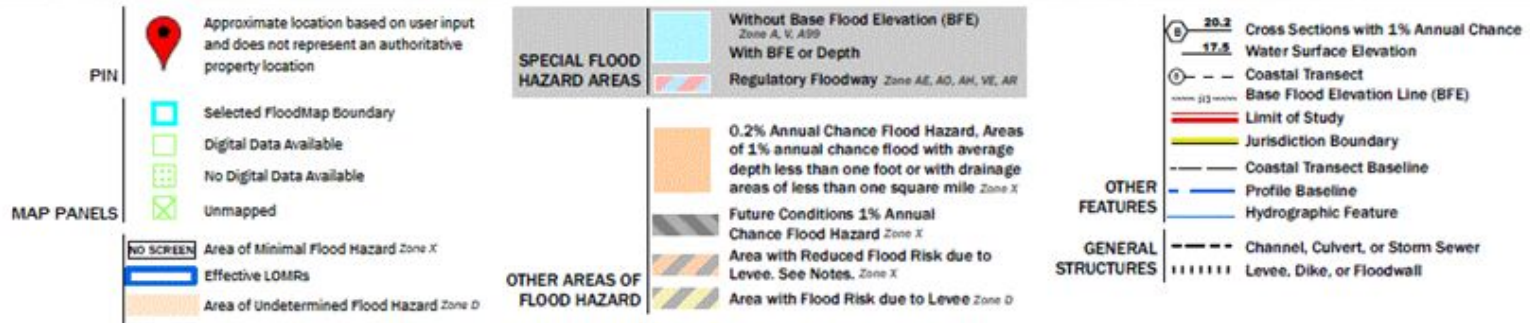 PIN
Approximate location based on user input
and does not represent an authoritative
property location
MAP PANELS
Selected FloodMap Boundary
Digital Data Available
No Digital Data Available
Unmapped
NO SCREEN Area of Minimal Flood Hazard Zone X
Effective LOMRs
Area of Undetermined Flood Hazard Zone D
SPECIAL FLOOD
HAZARD AREAS
Without Base Flood Elevation (BFE)
Zone A, V, A99
With BFE or Depth
Regulatory Floodway Zone AE, AO, AH, VE, AR
OTHER AREAS OF
FLOOD HAZARD
0.2% Annual Chance Flood Hazard, Areas
of 1% annual chance flood with average
depth less than one foot or with drainage
areas of less than one square mile Zone X
Future Conditions 1% Annual
Chance Flood Hazard Zone X
Area with Reduced Flood Risk due to
Levee. See Notes. Zone X
Area with Flood Risk due to Levee Zone D
OTHER
FEATURES
20.2 Cross Sections with 1% Annual Chance
17.5 Water Surface Elevation
Coastal Transect
Base Flood Elevation Line (BFE)
Limit of Study
Jurisdiction Boundary
Coastal Transect Baseline
Profile Baseline
Hydrographic Feature
GENERAL
STRUCTURES
Channel, Culvert, or Storm Sewer
Levee, Dike, or Floodwall